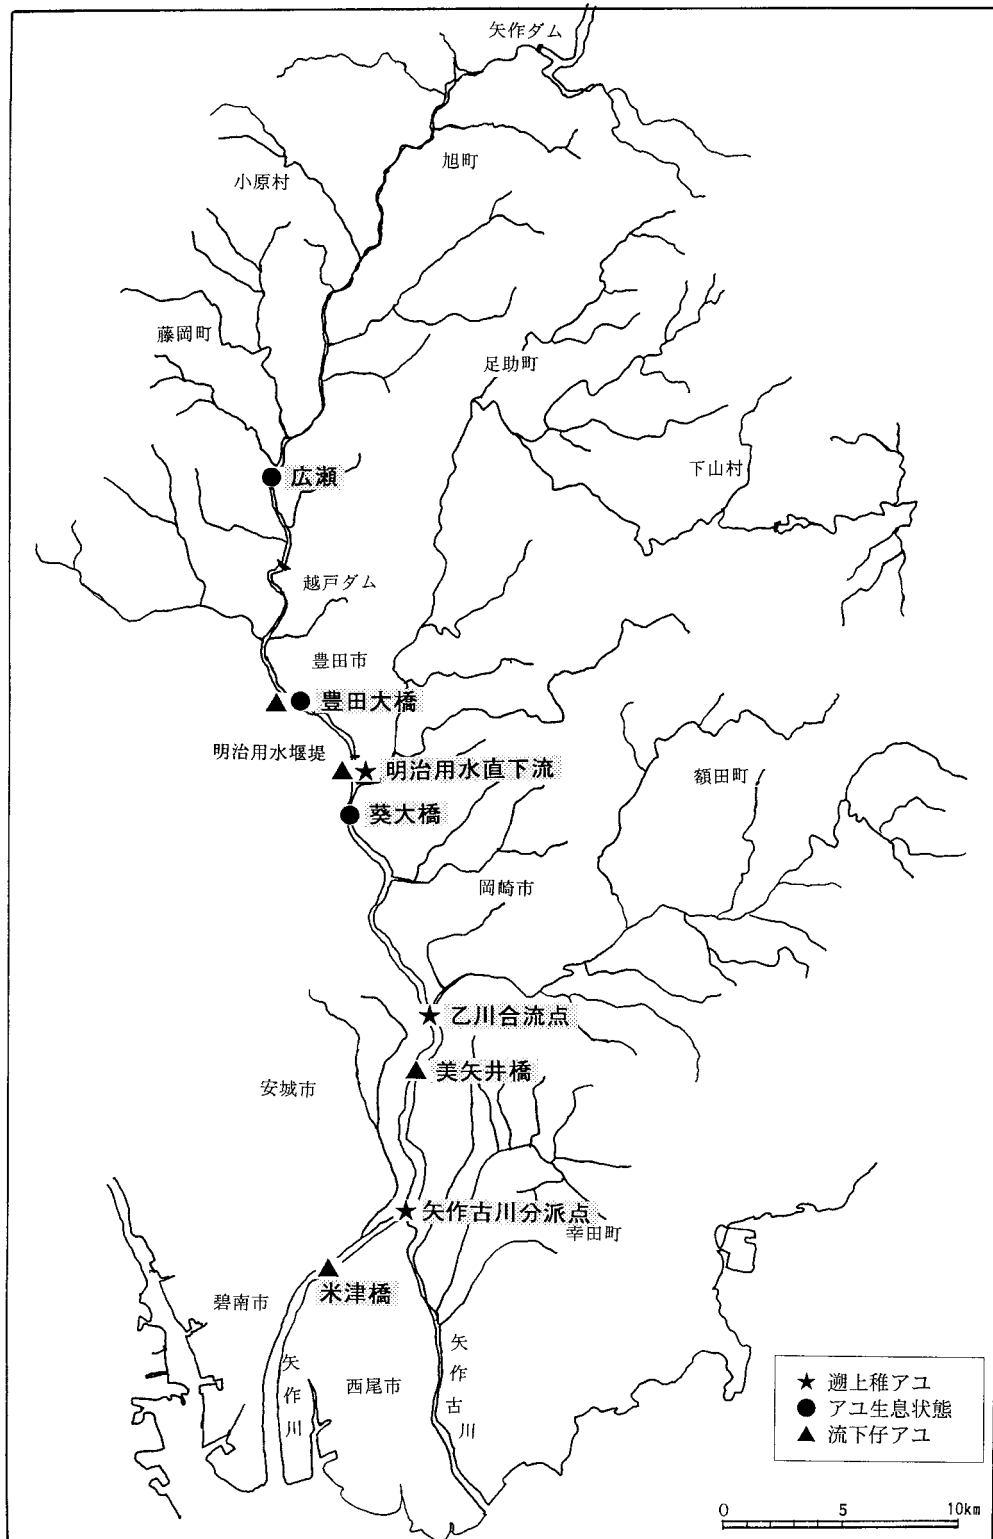 矢作ダム
旭町
小原村
藤岡町
足助町
下山村
広瀬
越戸ダム
豊田市
豊田大橋
明治用水堰堤
明治用水直下流
額田町
葵大橋
岡崎市
乙川合流点
美矢井橋
安城市
矢作古川分派点
幸田町
米津橋
碧南市
矢作川
西尾市
矢作古川
遡上稚アユ
アユ生息状態
流下仔アユ
0 5 10km